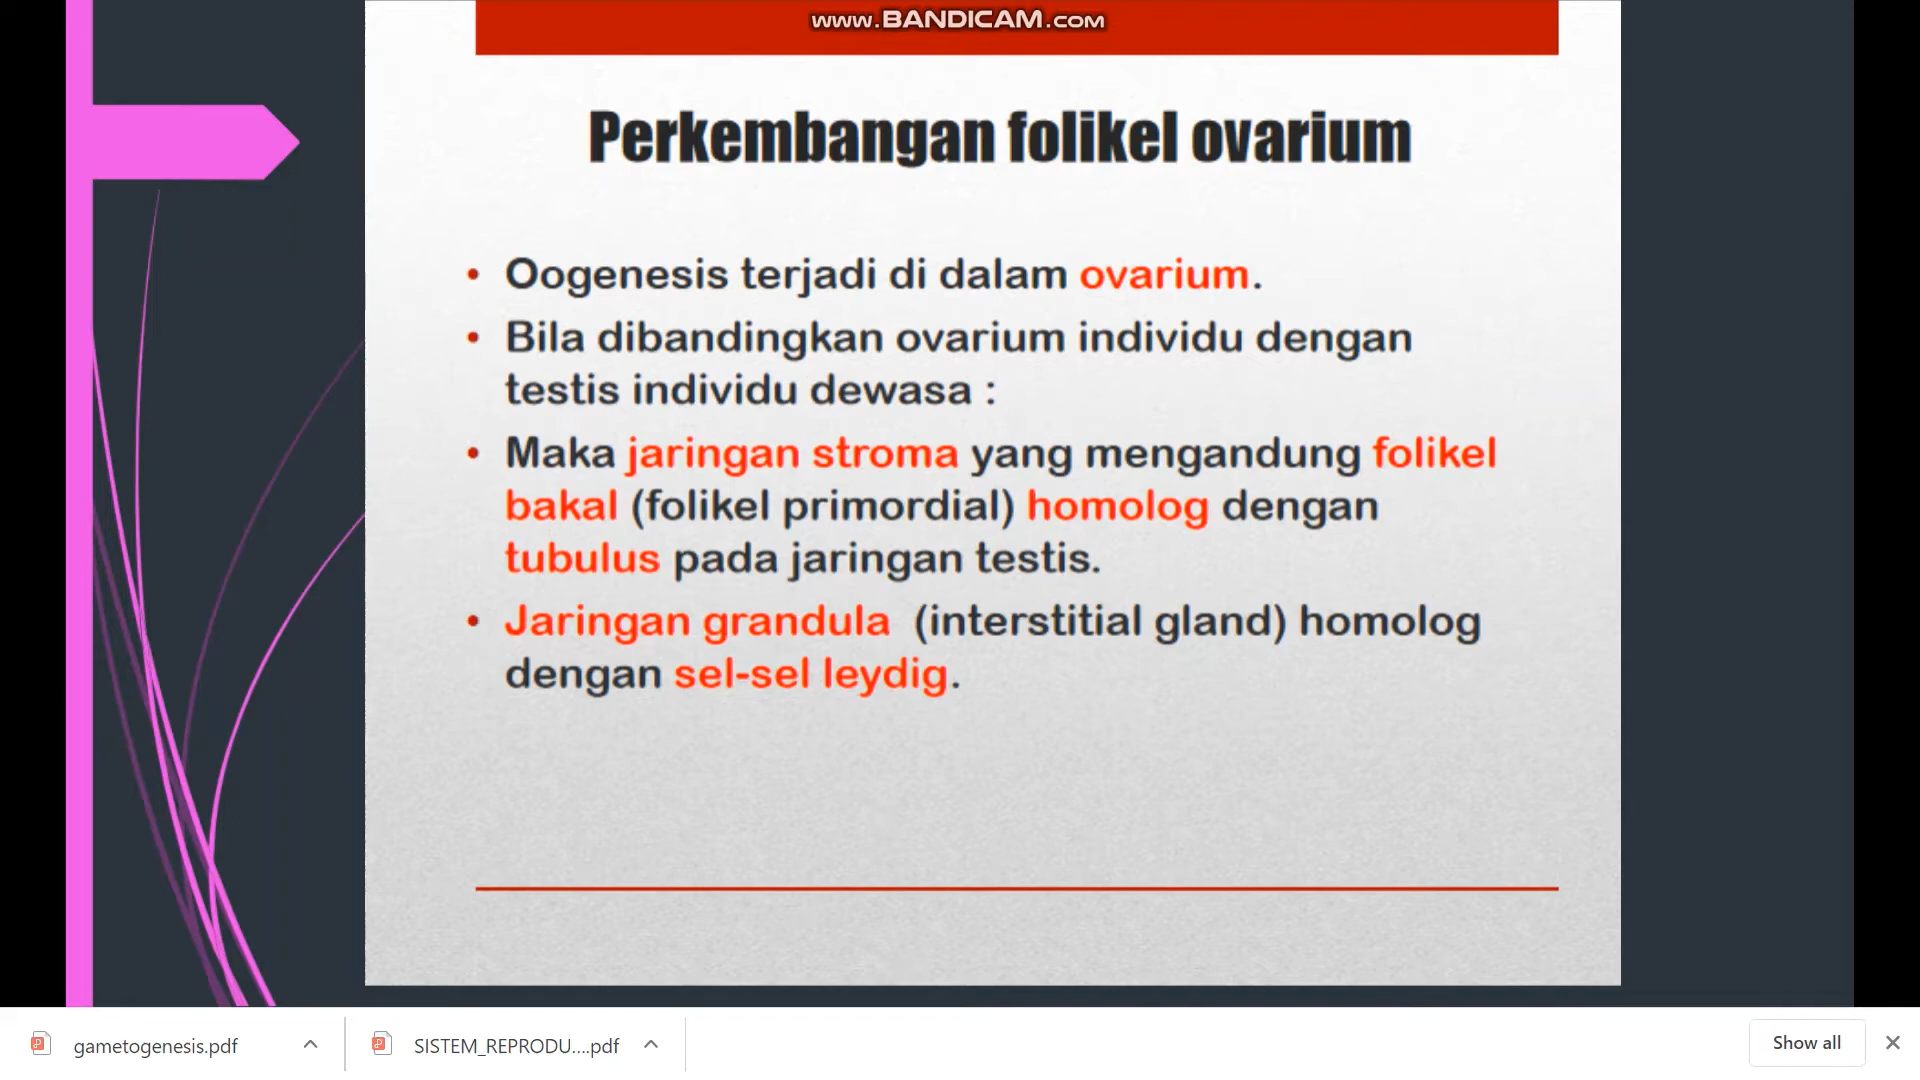 www.BANDICAM.com
Perkembangan folikel ovarium
• Oogenesis terjadi di dalam ovarium.
• Bila dibandingkan ovarium individu dengan
testis individu dewasa :
• Maka jaringan stroma yang mengandung folikel
bakal (folikel primordial) homolog dengan
tubulus pada jaringan testis.
• Jaringan grandula (interstitial gland) homolog
dengan sel-sel leydig.
gametogenesis.pdf
SISTEM_REPRODU....pdf
Show all